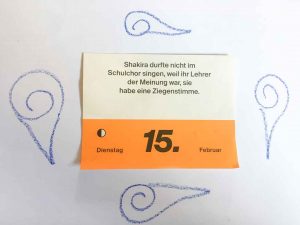 Shakira durfte nicht im
Schulchor singen, weil ihr Lehrer
der Meinung war, sie
habe eine Ziegenstimme.
Dienstag 15. Februar